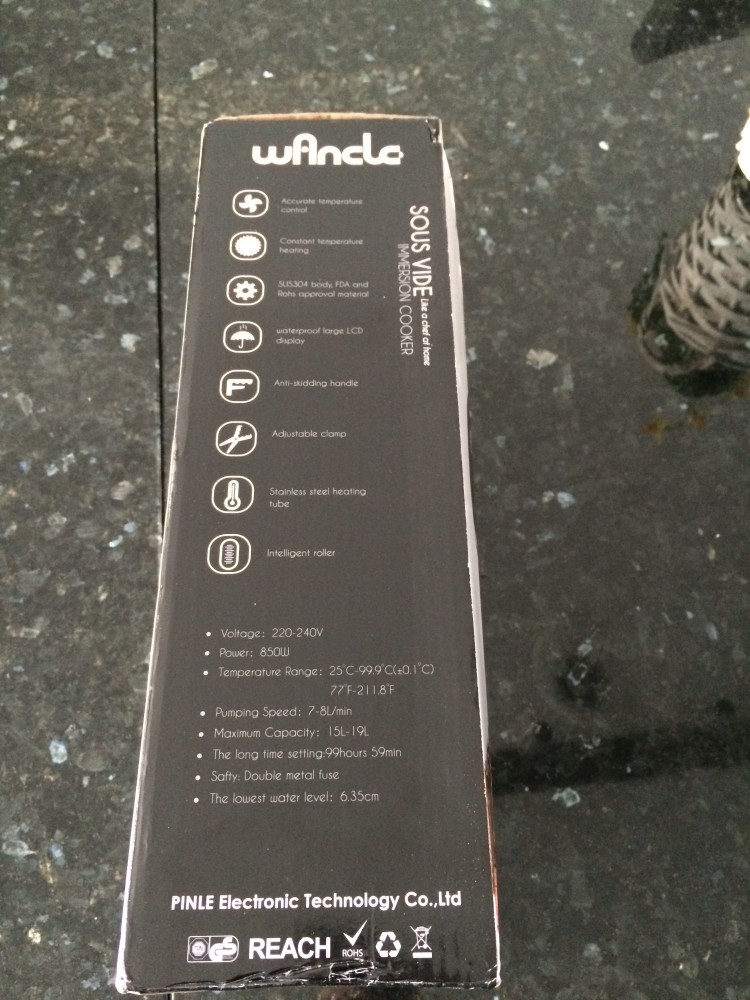 wAncle
SOUS VIDE Like a chef at home
IMMERSION COOKER
Accurate temperature
control
Constant temperature
heating
SUS304 body, FDA and
Rohs approval material
waterproof large LCD
display
Anti-skidding handle
Adjustable clamp
Stainless steel heating
tube
Intelligent roller
• Voltage: 220-240V
• Power: 850W
• Temperature Range: 25°C-99.9°C(±0.1°C)
77°F-211.8°F
• Pumping Speed: 7-8L/min
• Maximum Capacity: 15L-19L
• The long time setting:99hours 59min
• Safty: Double metal fuse
• The lowest water level: 6.35cm
PINLE Electronic Technology Co.,Ltd
REACH
ROHS